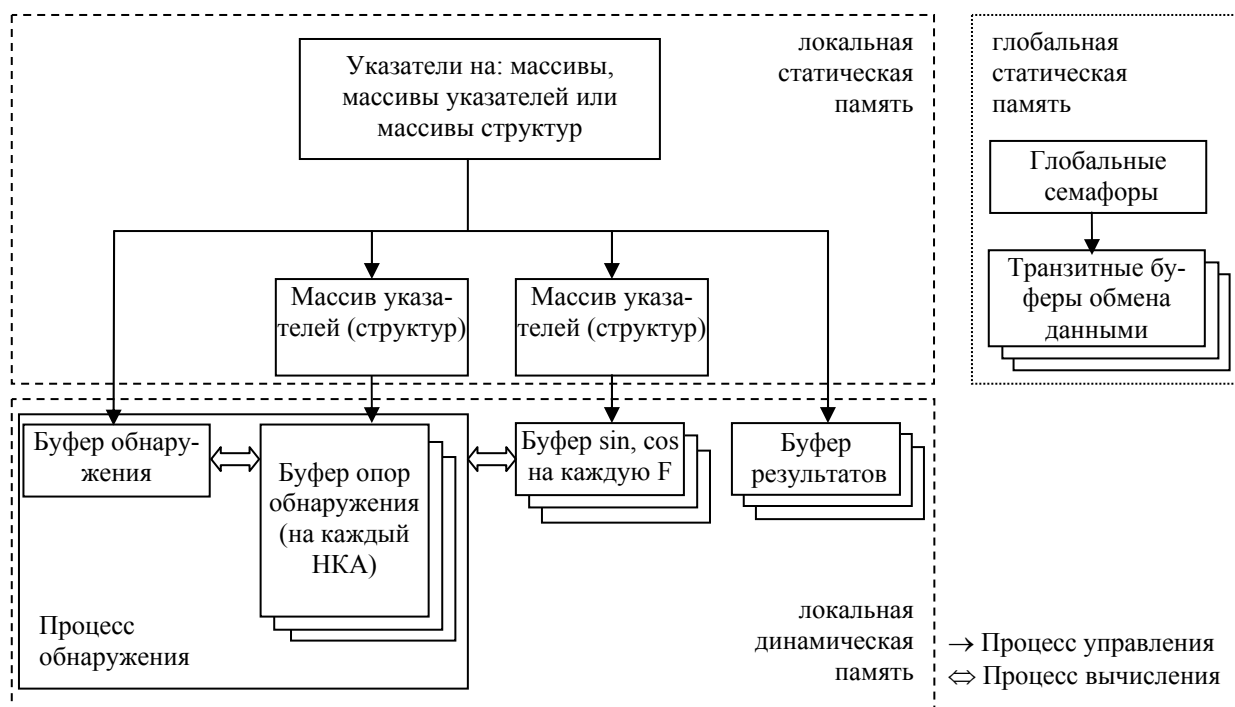 Указатели на: массивы,
массивы указателей или
массивы структур
локальная
статическая
память
глобальная
статическая
память
Глобальные
семафоры
Транзитные бу-
феры обмена
данными
Массив указа-
телей (структур)
Массив указа-
телей (структур)
Буфер обнару-
жения
Буфер опор
обнаружения
(на каждый
НКА)
Буфер sin, cos
на каждую F
Буфер
результатов
Процесс
обнаружения
локальная
динамическая
память
→ Процесс управления
⇔ Процесс вычисления